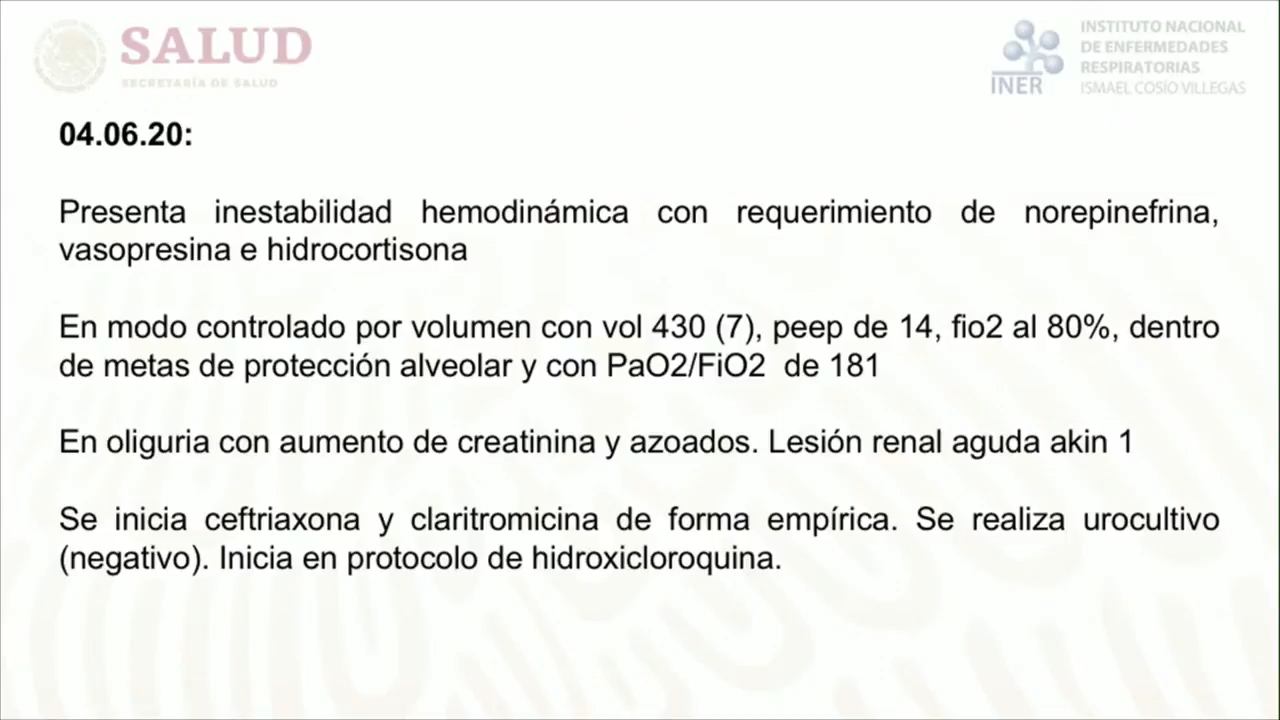 SALUD
SECRETARÍA DE SALUD
INER
INSTITUTO NACIONAL
DE ENFERMEDADES
RESPIRATORIAS
ISMAEL COSÍO VILLEGAS
04.06.20:
Presenta inestabilidad hemodinámica con requerimiento de norepinefrina,
vasopresina e hidrocortisona
En modo controlado por volumen con vol 430 (7), peep de 14, fio2 al 80%, dentro
de metas de protección alveolar y con PaO2/FiO2 de 181
En oliguria con aumento de creatinina y azoados. Lesión renal aguda akin 1
Se inicia ceftriaxona y claritromicina de forma empírica. Se realiza urocultivo
(negativo). Inicia en protocolo de hidroxicloroquina.